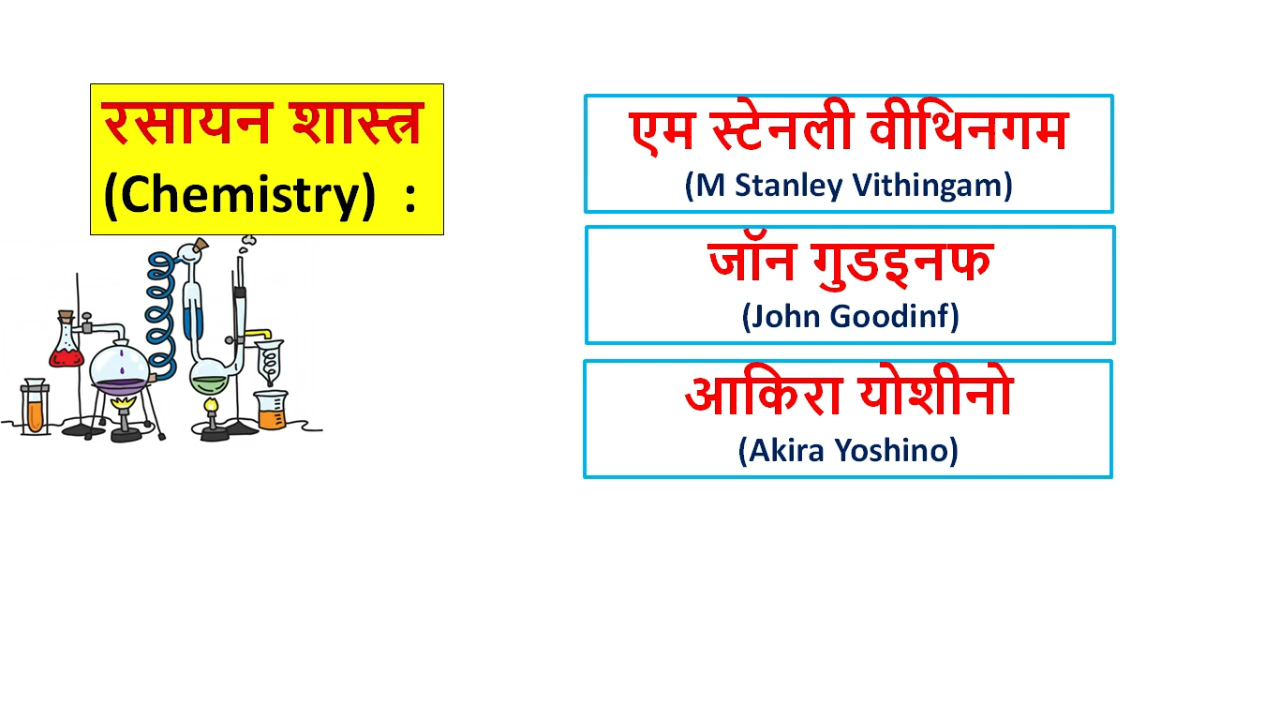 रसायन शास्त्र
(Chemistry) :
एम स्टेनली वीथिनगम
(M Stanley Vithingam)
जॉन गुडइनफ
(John Goodinf)
आकिरा योशीनो
(Akira Yoshino)